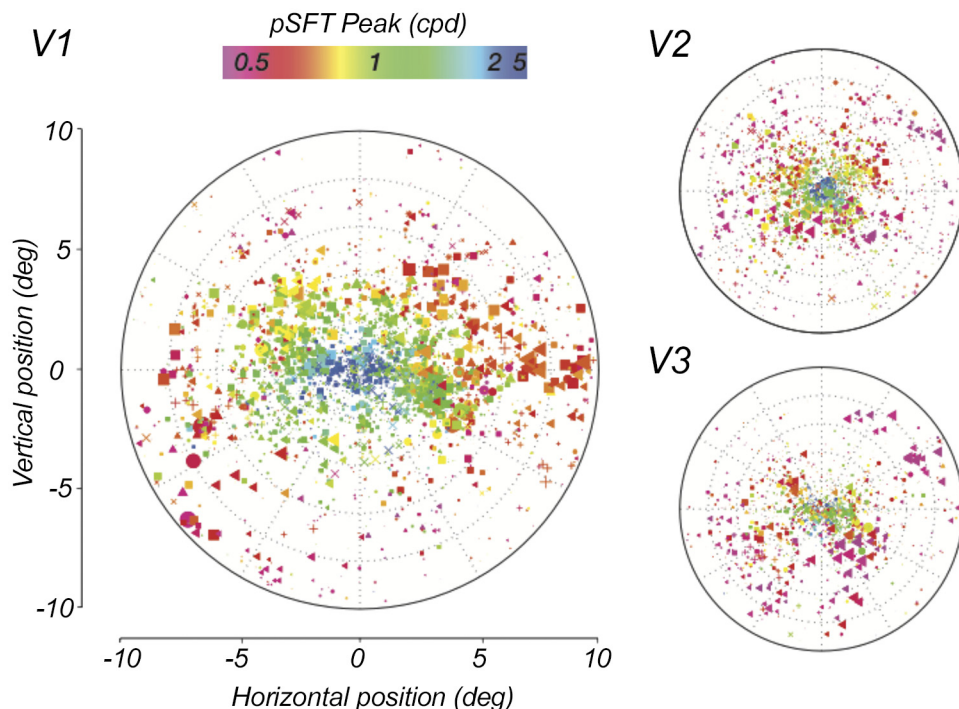 V1
pSFT Peak (cpd)
0.5 1 2 5
V2
V3
10
5
0
-5
-10
Vertical position (deg)
-10 -5 0 5 10
Horizontal position (deg)